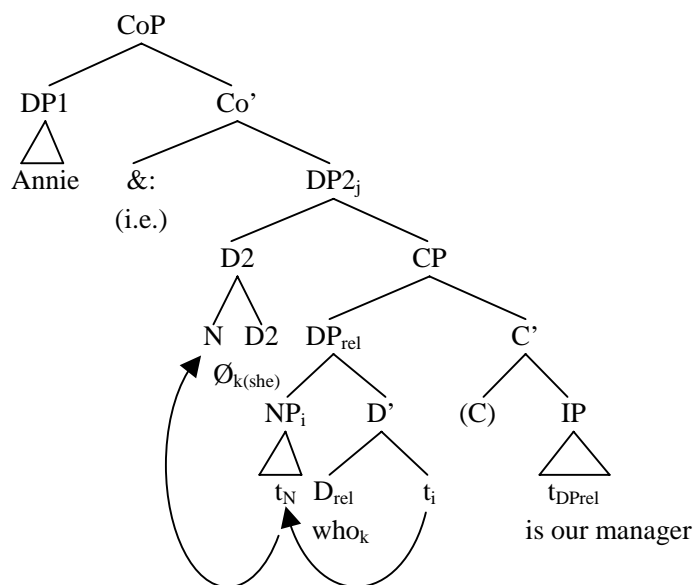 CoP
DP1 Co’
Annie &: DP2j
(i.e.)
D2 CP
N D2 DPrel C’
Øk(she)
NPi D’ (C) IP
tN Drel ti tDPrel
whok is our manager